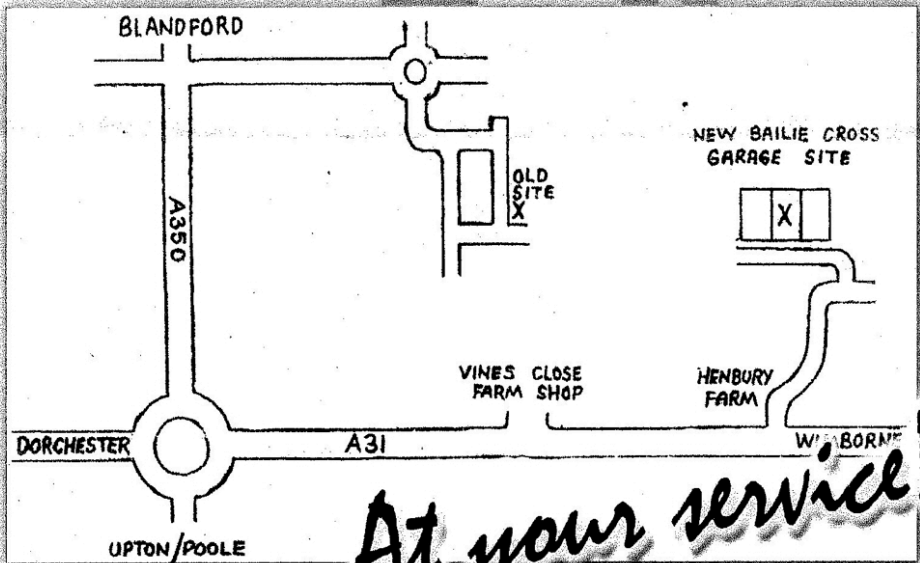 BLANDFORD
A350
OLD
SITE
X
NEW BAILIE CROSS
GARAGE SITE
X
VINES CLOSE
FARM SHOP
HENBURY
FARM
DORCHESTER
A31
WIMBORNE
UPTON/POOLE
At your service